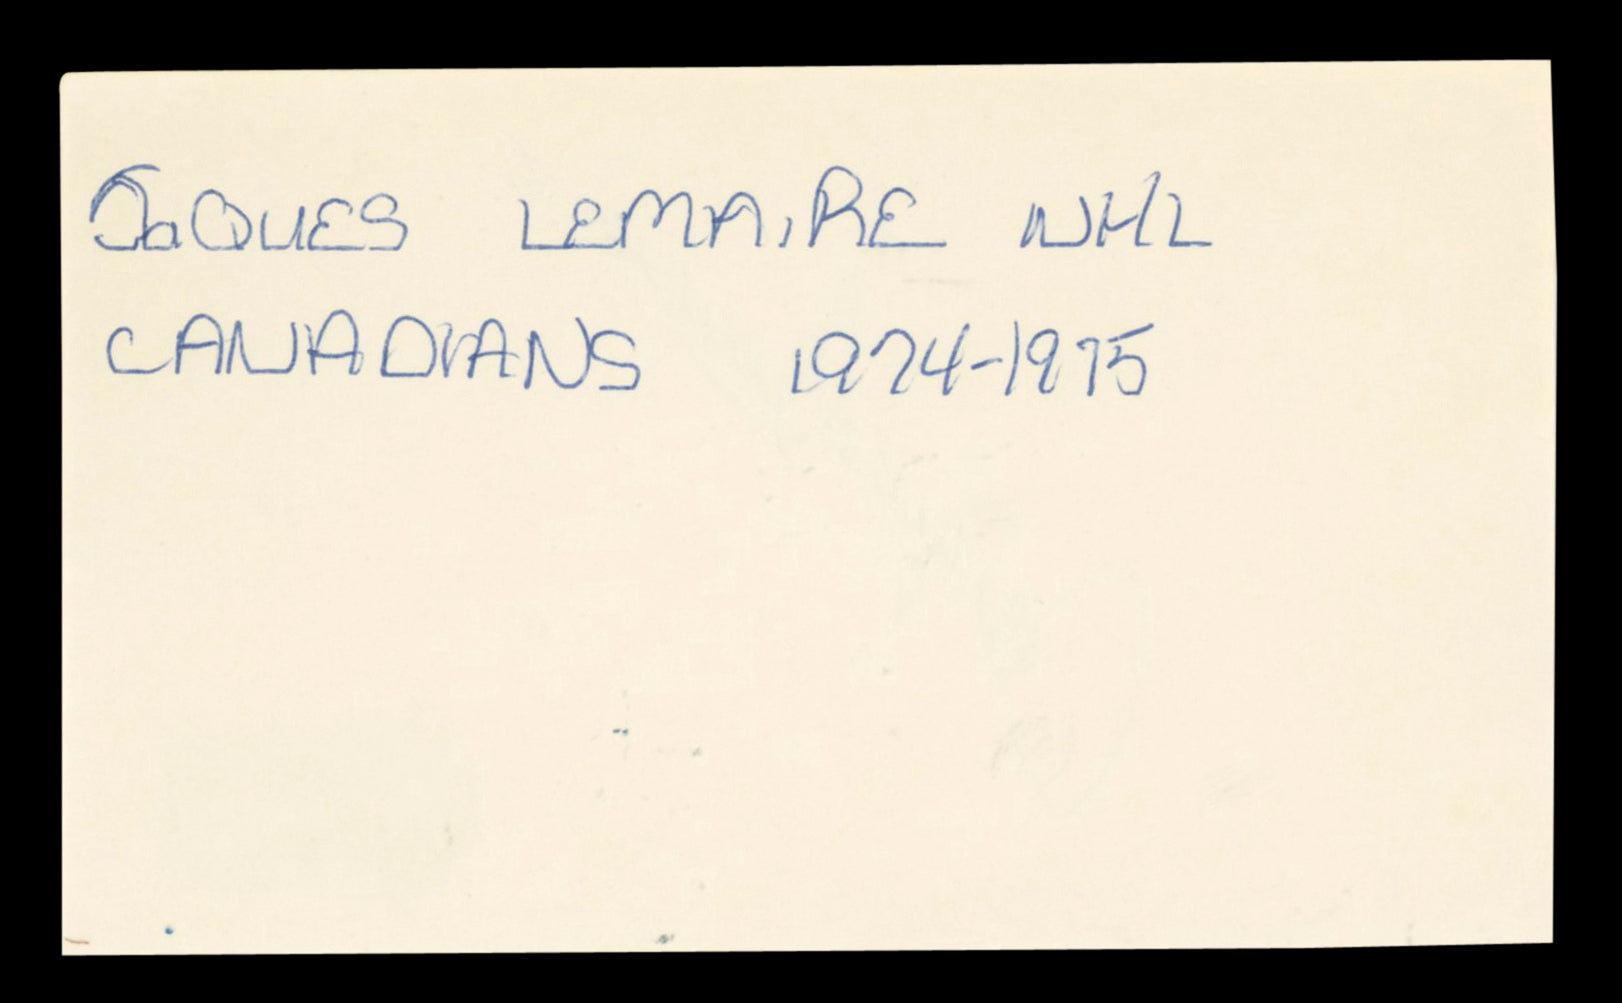 JaQUES LEMAIRE NHL
CANADIANS 1974-1975